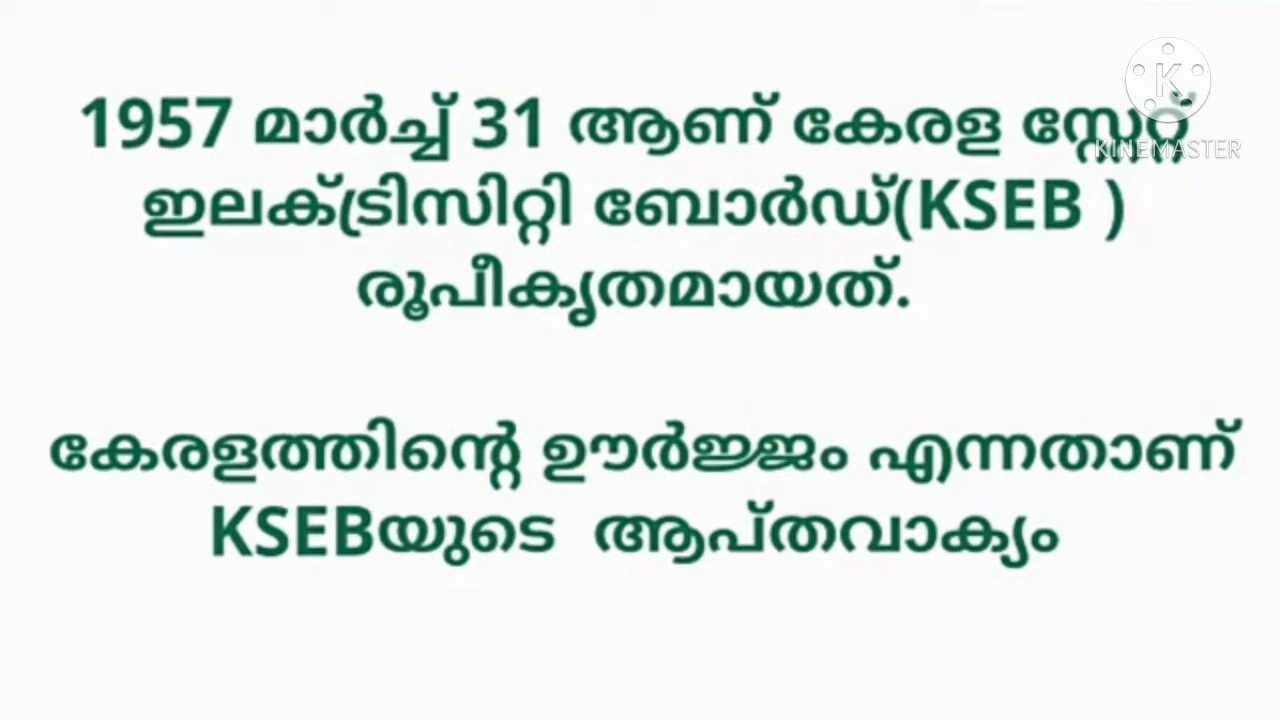 1957 മാർച്ച് 31 ആണ് കേരള സ്റ്റേറ്റ്
ഇലക്ട്രിസിറ്റി ബോർഡ്(KSEB )
രൂപീകൃതമായത്.
കേരളത്തിന്റെ ഊർജ്ജം എന്നതാണ്
KSEBയുടെ ആപ്തവാക്യം
K
KINEMASTER